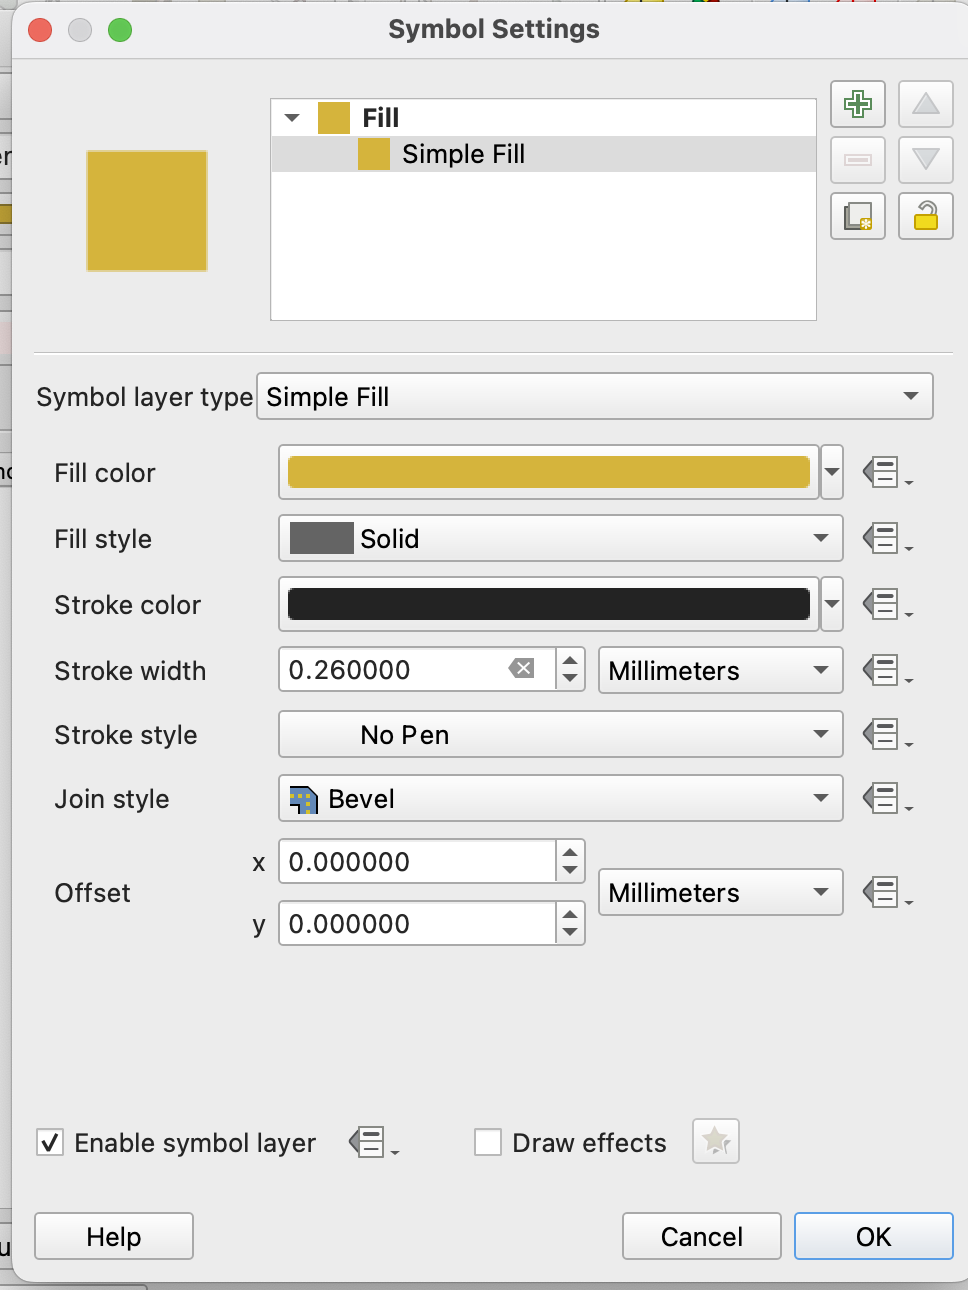 Symbol Settings
Fill
Simple Fill
Symbol layer type Simple Fill
Fill color
Fill style Solid
Stroke color
Stroke width 0.260000 Millimeters
Stroke style No Pen
Join style Bevel
x 0.000000
Offset Millimeters
y 0.000000
Enable symbol layer Draw effects
Help Cancel OK